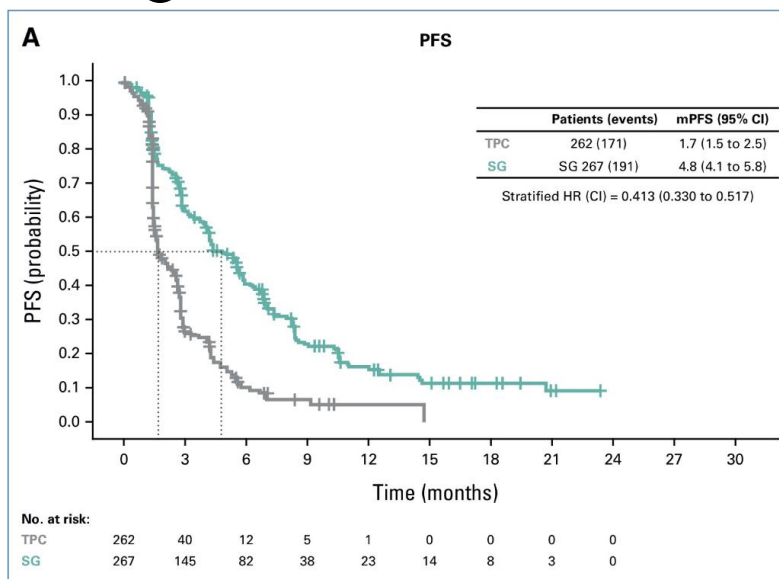 A
PFS
Patients (events) mPFS (95% CI)
TPC 262 (171) 1.7 (1.5 to 2.5)
SG SG 267 (191) 4.8 (4.1 to 5.8)
Stratified HR (CI) = 0.413 (0.330 to 0.517)
PFS (probability)
1.0
0.9
0.8
0.7
0.6
0.5
0.4
0.3
0.2
0.1
0.0
0 3 6 9 12 15 18 21 24 27 30
Time (months)
No. at risk:
TPC 262 40 12 5 1 0 0 0 0
SG 267 145 82 38 23 14 8 3 0